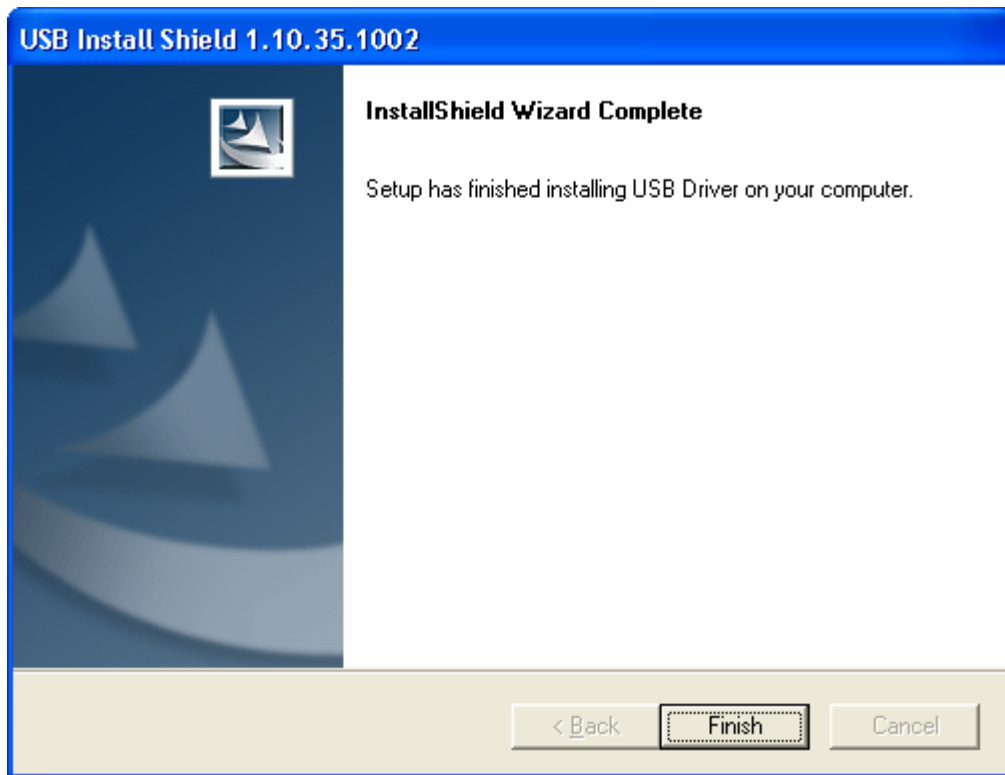 USB Install Shield 1.10.35.1002
InstallShield Wizard Complete
Setup has finished installing USB Driver on your computer.
< Back Finish Cancel